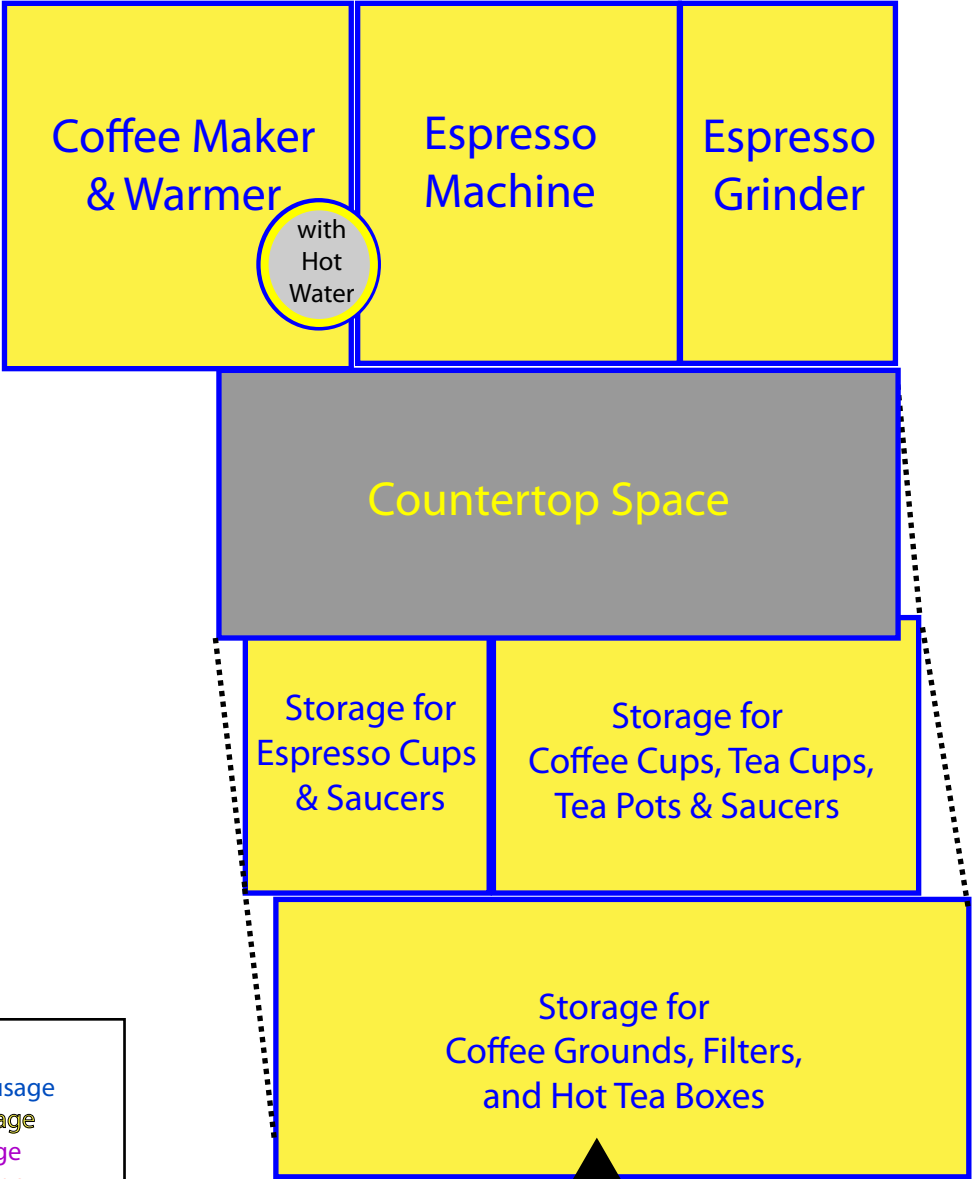 Coffee Maker
& Warmer
with
Hot
Water
Espresso
Machine
Espresso
Grinder
Countertop Space
Storage for
Espresso Cups
& Saucers
Storage for
Coffee Cups, Tea Cups,
Tea Pots & Saucers
Storage for
Coffee Grounds, Filters,
and Hot Tea Boxes